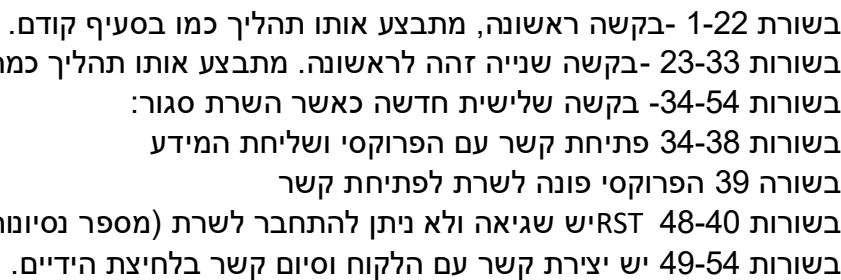 בשורת 1-22 -בקשה ראשונה, מתבצע אותו תהליך כמו בסעיף קודם.
בשורות 23-33 -בקשה שנייה זהה לראשונה. מתבצע אותו תהליך
בשורות 34-54- בקשה שלישית חדשה כאשר השרת סגור:
בשורות 34-38 פתיחת קשר עם הפרוקסי ושליחת המידע
בשורה 39 הפרוקסי פונה לשרת לפתיחת קשר
בשורות 48-40 RSTיש שגיאה ולא ניתן להתחבר לשרת (מספר
בשורות 49-54 יש יצירת קשר עם הלקוח וסיום קשר בלחיצת הידיים.